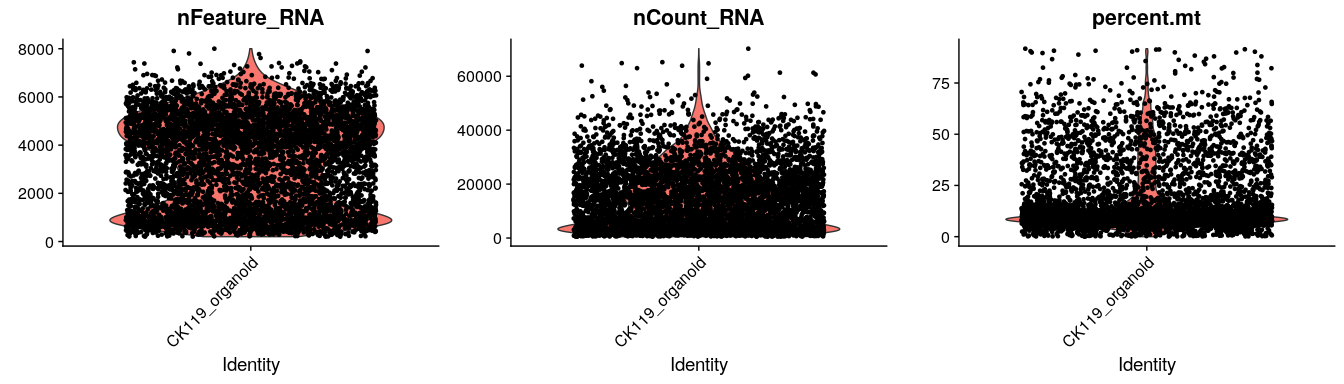 nFeature_RNA
8000
6000
4000
2000
0
CK119_organoid
Identity
nCount_RNA
60000
40000
20000
0
CK119_organoid
Identity
percent.mt
75
50
25
0
CK119_organoid
Identity